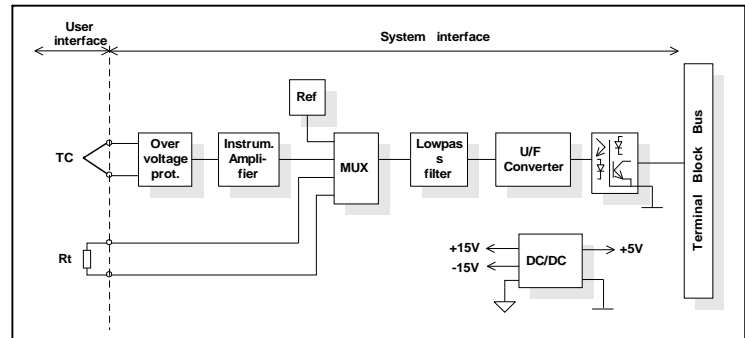 User
interface
System interface
Ref
TC
Over
voltage
prot.
Instrum.
Ampli-
fier
MUX
Lowpas
s
filter
U/F
Converter
Terminal Block Bus
Rt
+15V
-15V
DC/DC
+5V